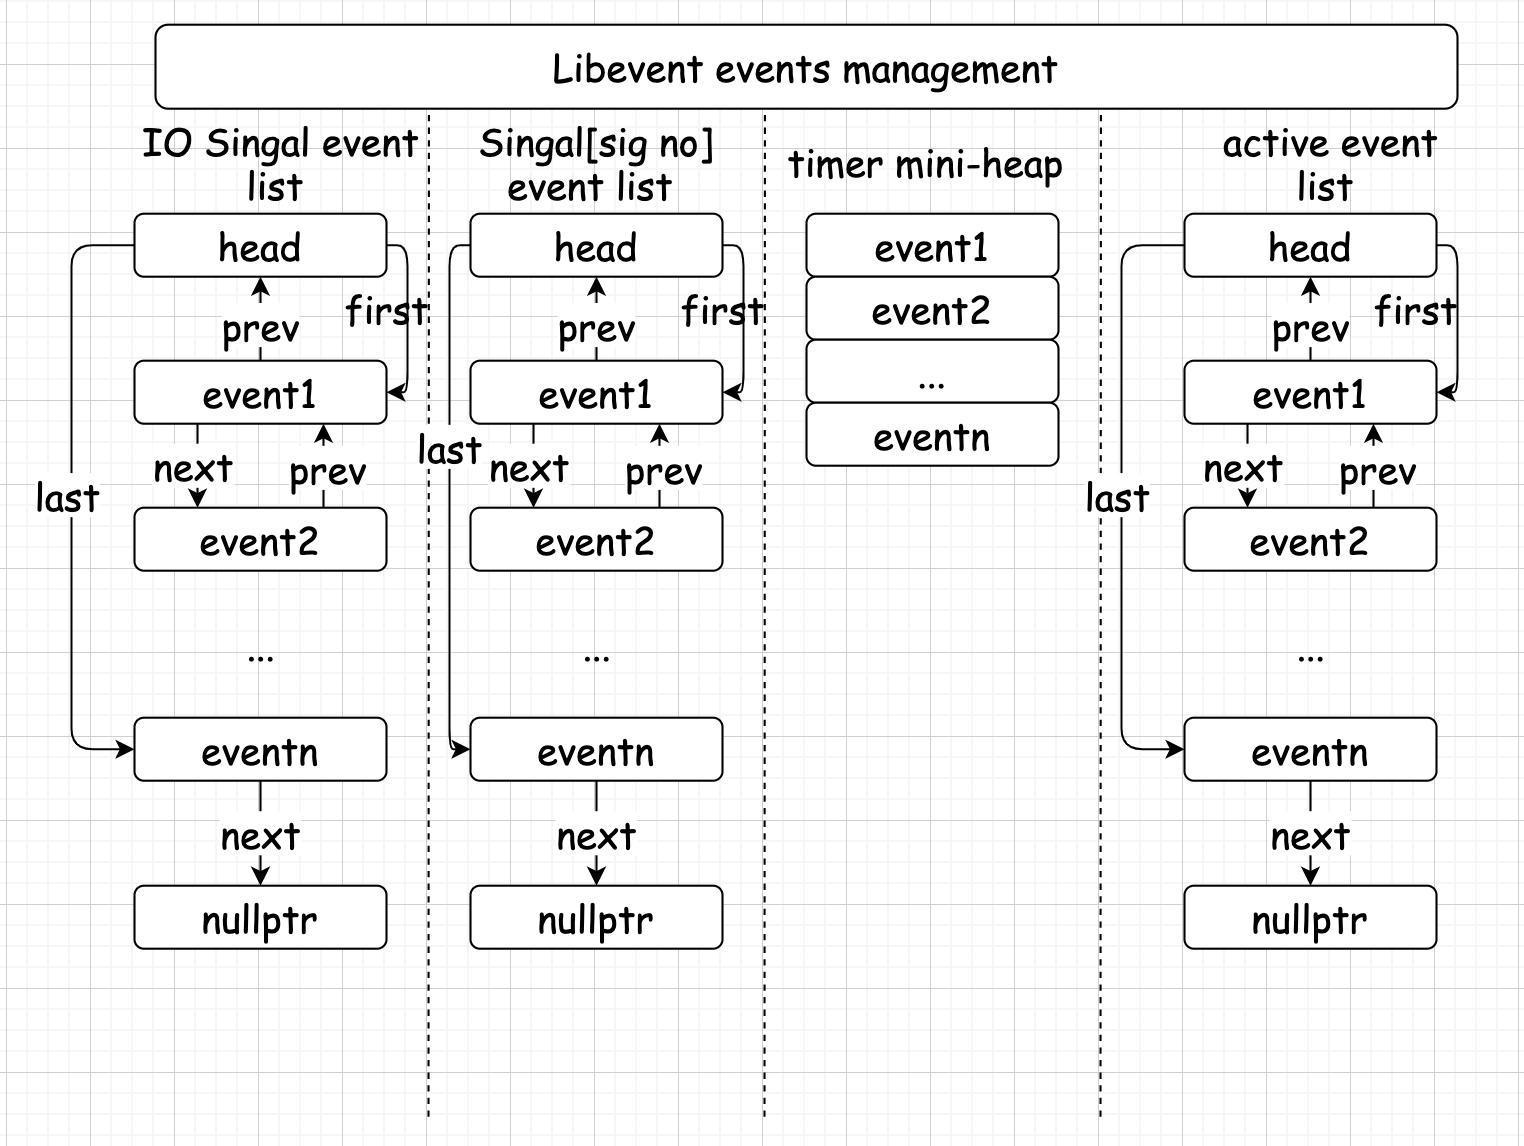 Libevent events management
IO Singal event
list
head
first
prev
event1
next
prev
last
event2
...
eventn
next
nullptr
Singal[sig no]
event list
head
first
prev
event1
last
next
prev
event2
...
eventn
next
nullptr
timer mini-heap
event1
event2
...
eventn
active event
list
head
first
prev
event1
next
prev
last
event2
...
eventn
next
nullptr